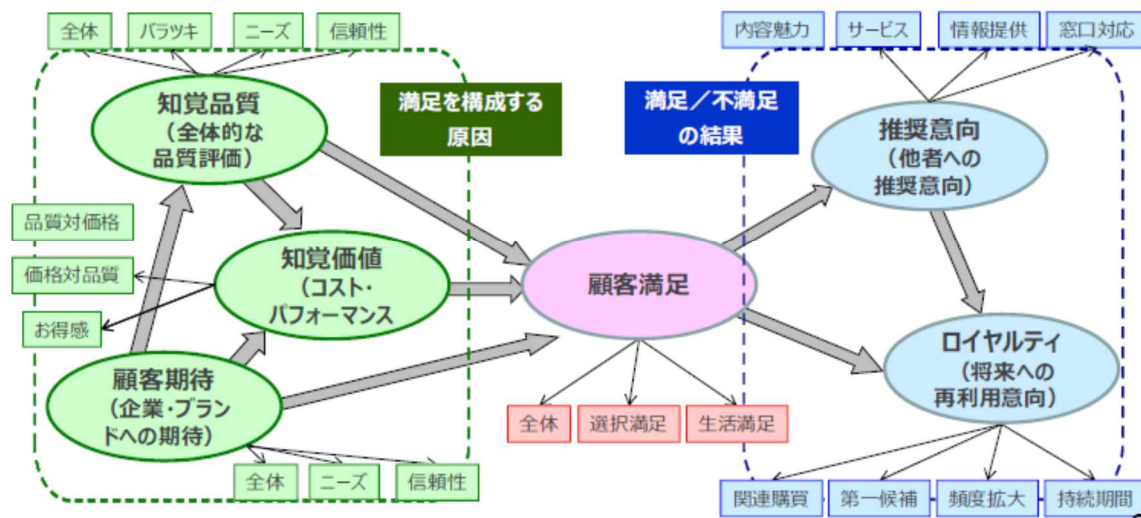 全体
バラツキ
ニーズ
信頼性
知覚品質
（全体的な
品質評価）
満足を構成する
原因
品質対価格
価格対品質
お得感
知覚価値
（コスト・
パフォーマンス
顧客期待
（企業・ブラン
ドへの期待）
全体
ニーズ
信頼性
顧客満足
全体
選択満足
生活満足
満足／不満足
の結果
内容魅力
サービス
情報提供
窓口対応
推奨意向
（他者への
推奨意向）
ロイヤルティ
（将来への
再利用意向）
関連購買
第一候補
頻度拡大
持続期間